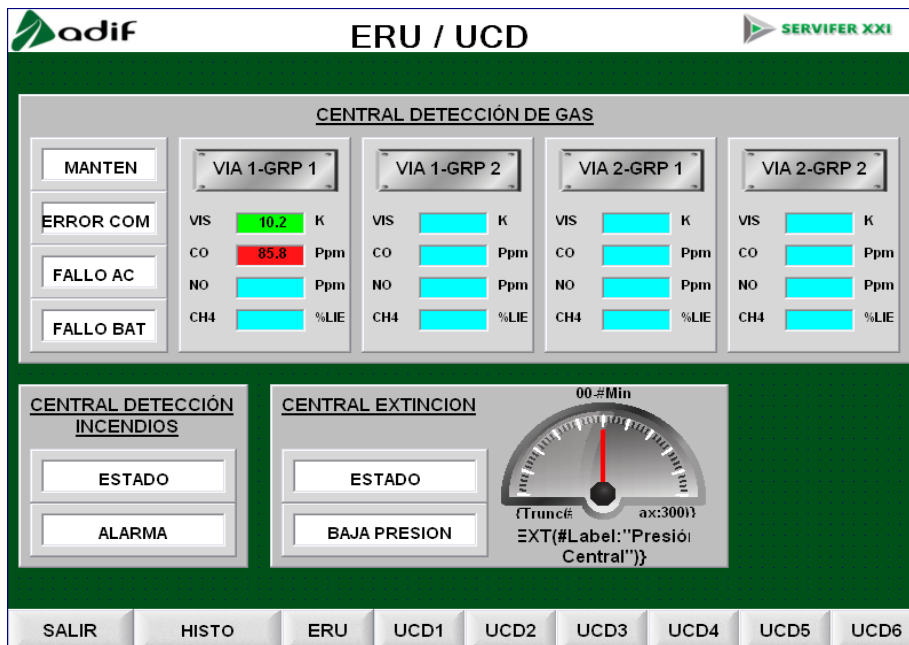 adif
ERU / UCD
SERVIFER XXI
CENTRAL DETECCIÓN DE GAS
MANTEN
ERROR COM
FALLO AC
FALLO BAT
VIA 1-GRP 1
VIS 10.2 K
CO 85.8 Ppm
NO Ppm
CH4 %LIE
VIA 1-GRP 2
VIS K
CO Ppm
NO Ppm
CH4 %LIE
VIA 2-GRP 1
VIS K
CO Ppm
NO Ppm
CH4 %LIE
VIA 2-GRP 2
VIS K
CO Ppm
NO Ppm
CH4 %LIE
CENTRAL DETECCIÓN
INCENDIOS
ESTADO
ALARMA
CENTRAL EXTINCION
ESTADO
BAJA PRESION
00-#Min
{Trunc(# ax:300)}
EXT(#Label:"Presión
Central")}
SALIR HISTO ERU UCD1 UCD2 UCD3 UCD4 UCD5 UCD6